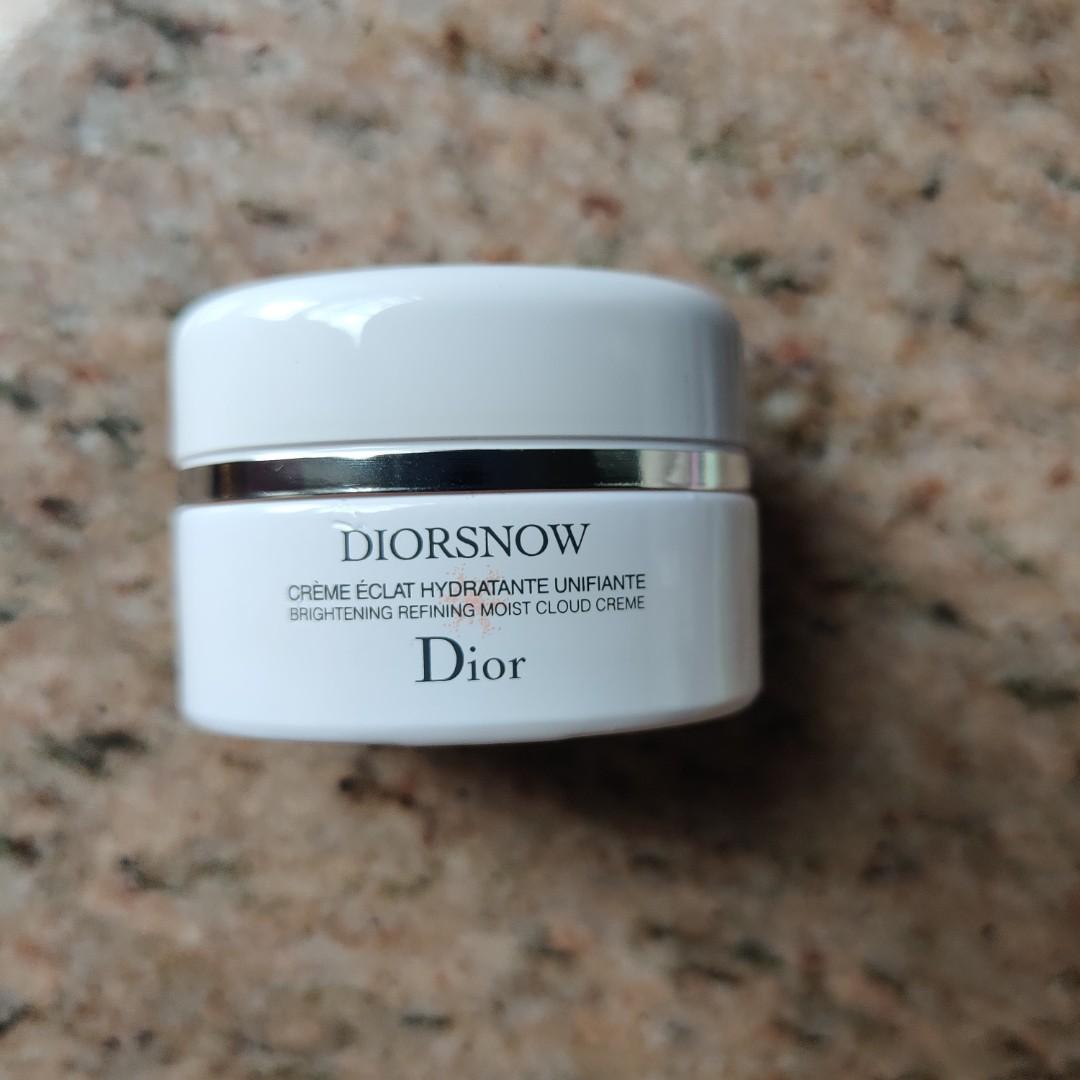 DIORSNOW
CRÈME ÉCLAT HYDRATANTE UNIFIANTE
BRIGHTENING REFINING MOIST CLOUD CREME
Dior